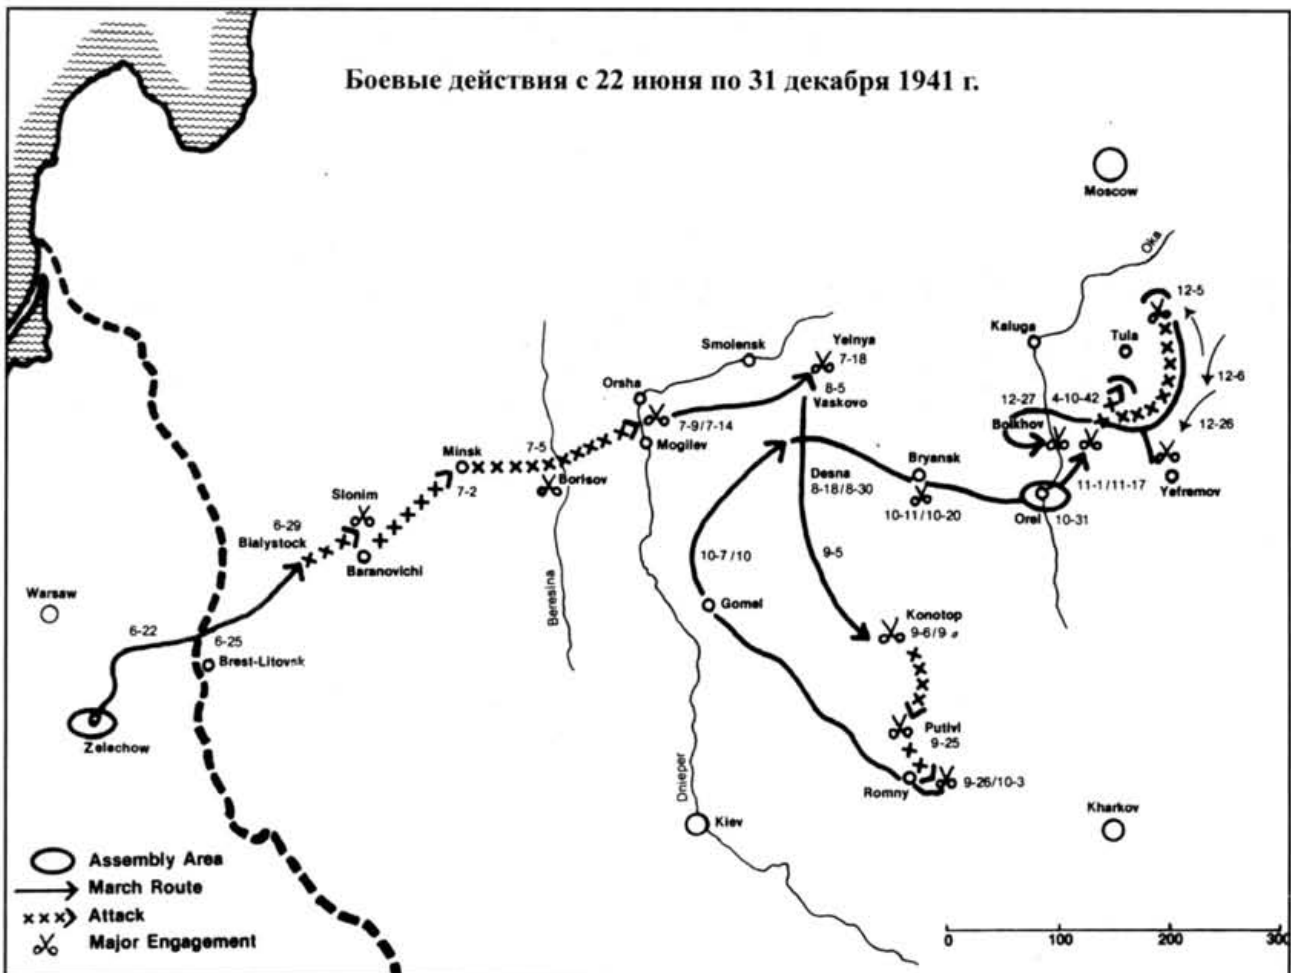 Боевые действия с 22 июня по 31 декабря 1941 г.
Moscow
Oka
12-5
Kaluga
Tula
Smolensk
Yelnya
7-18
12-6
Orsha
8-5
Vaskovo
12-27
4-10-42
7-9/7-14
Bolkhov
12-26
Mogilev
7-5
Minsk
7-2
Borisov
Bryansk
Desna
8-18/8-30
Slonim
11-1/11-17
Yefremov
10-11/10-20
Orel
10-31
6-29
Bialystock
Baranovichi
10-7/10
9-5
Warsaw
Beresina
Gomel
Konotop
9-6/9
6-22
6-25
Brest-Litovsk
Zelechow
Putivl
9-25
Dnieper
Romny
9-26/10-3
Kiev
Kharkov
Assembly Area
March Route
Attack
Major Engagement
0 100 200 300